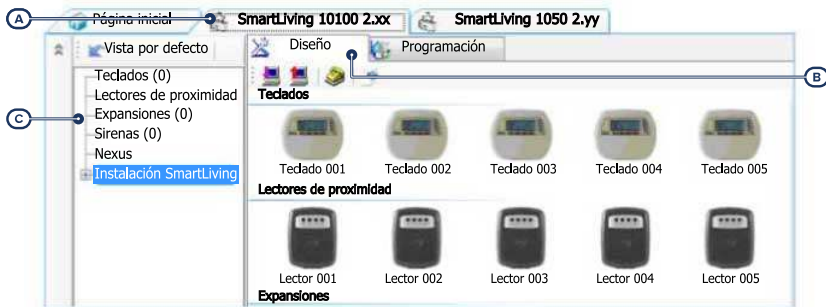 A Página inicial SmartLiving 10100 2.xx SmartLiving 1050 2.yy
Vista por defecto Diseño Programación
B
Teclados (0)
Lectores de proximidad
C Expansiones (0)
Sirenas (0)
Nexus
Instalación SmartLiving
Teclados
Teclado 001 Teclado 002 Teclado 003 Teclado 004 Teclado 005
Lectores de proximidad
Lector 001 Lector 002 Lector 003 Lector 004 Lector 005
Expansiones